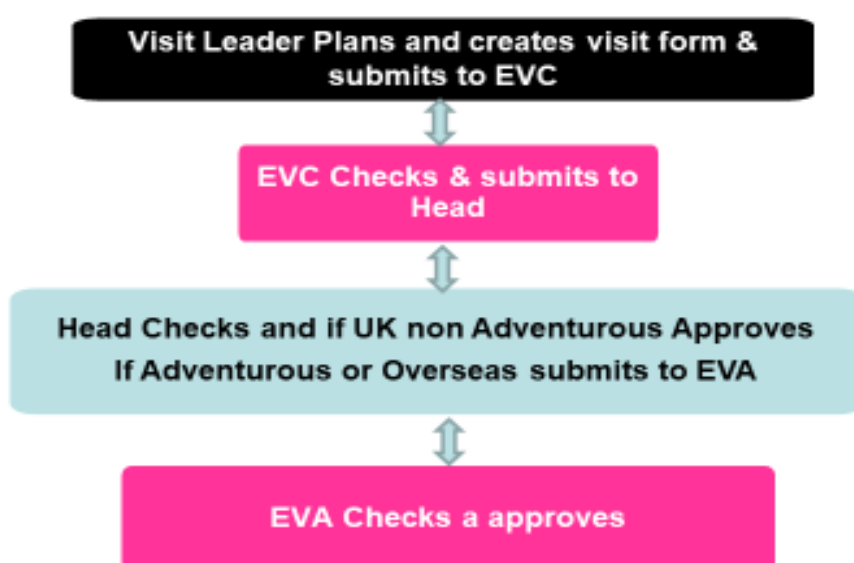 Visit Leader Plans and creates visit form &
submits to EVC
EVC Checks & submits to
Head
Head Checks and if UK non Adventurous Approves
If Adventurous or Overseas submits to EVA
EVA Checks a approves